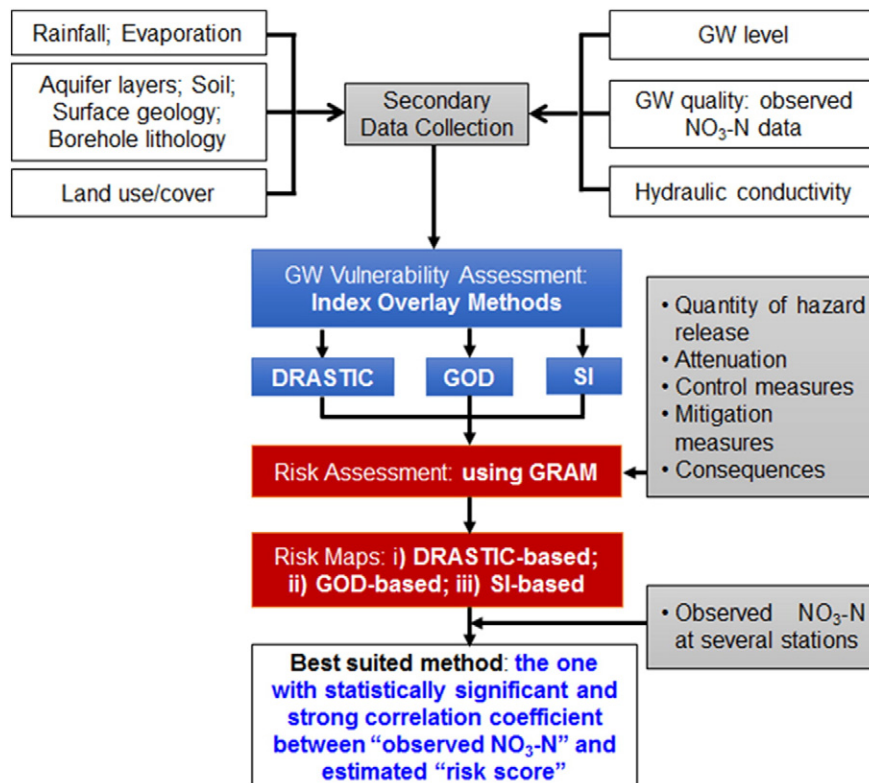 Rainfall; Evaporation
Aquifer layers; Soil;
Surface geology;
Borehole lithology
Land use/cover
Secondary
Data Collection
GW level
GW quality: observed
NO₃-N data
Hydraulic conductivity
GW Vulnerability Assessment:
Index Overlay Methods
DRASTIC
GOD
SI
• Quantity of hazard
release
• Attenuation
• Control measures
• Mitigation
measures
• Consequences
Risk Assessment: using GRAM
Risk Maps: i) DRASTIC-based;
ii) GOD-based; iii) SI-based
• Observed NO₃-N
at several stations
Best suited method: the one
with statistically significant and
strong correlation coefficient
between “observed NO₃-N” and
estimated “risk score”